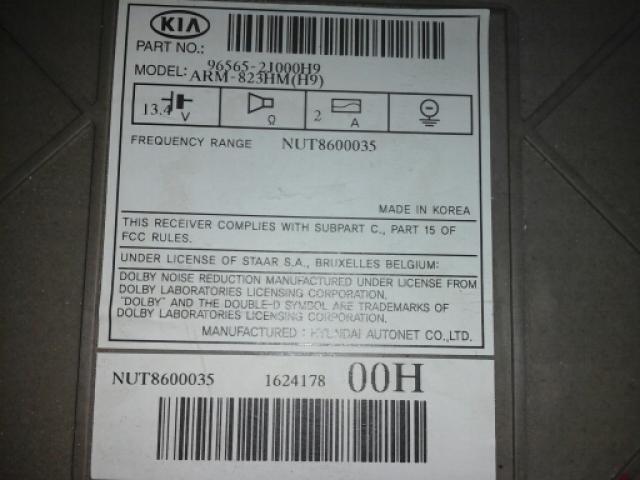 KIA
PART NO.:
96565-2J000H9
MODEL: ARM-823HM(H9)
13.4 V
Ω
2 A
FREQUENCY RANGE NUT8600035
MADE IN KOREA
THIS RECEIVER COMPLIES WITH SUBPART C., PART 15 OF
FCC RULES.
UNDER LICENSE OF STAAR S.A., BRUXELLES BELGIUM:
DOLBY NOISE REDUCTION MANUFACTURED UNDER LICENSE FROM
DOLBY LABORATORIES LICENSING CORPORATION.
"DOLBY" AND THE DOUBLE-D SYMBOL ARE TRADEMARKS OF
DOLBY LABORATORIES LICENSING CORPORATION.
MANUFACTURED : HYUNDAI AUTONET CO.,LTD.
NUT8600035 1624178 00H